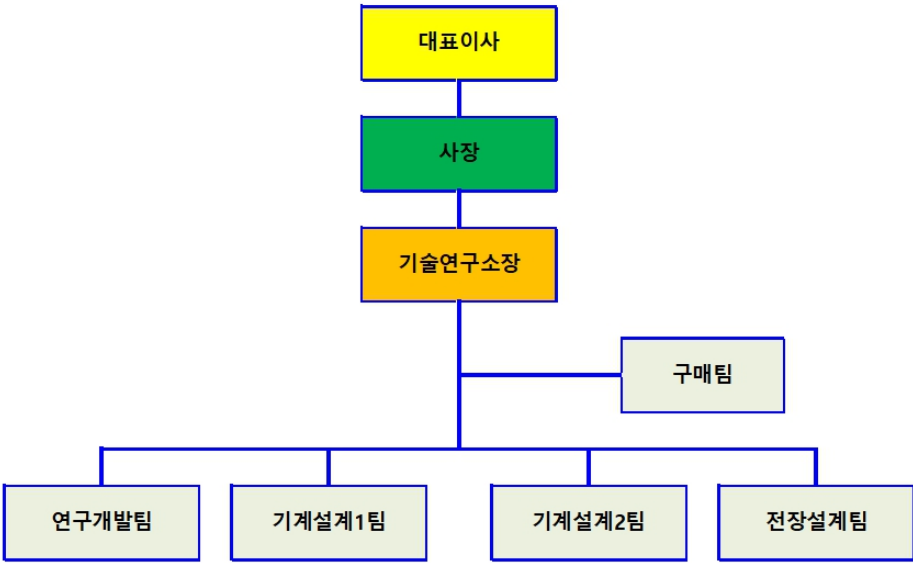 대표이사
사장
기술연구소장
구매팀
연구개발팀
기계설계1팀
기계설계2팀
전장설계팀